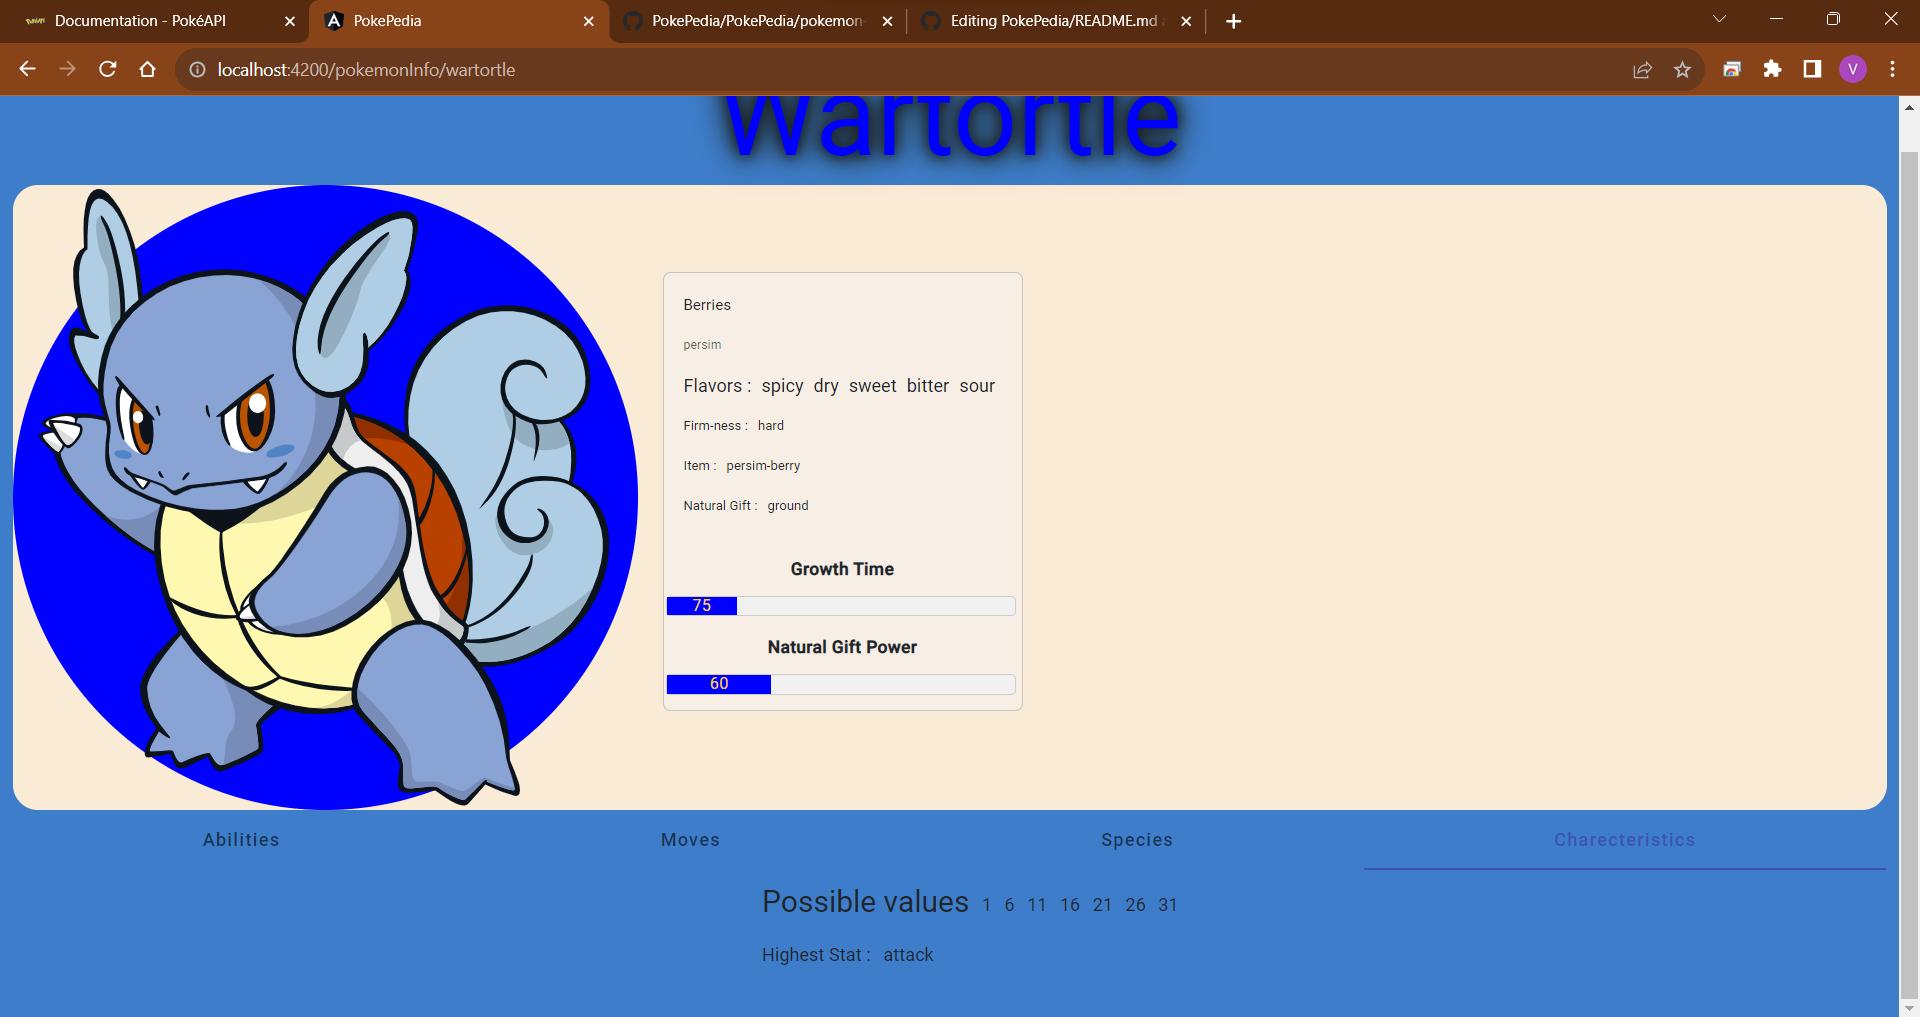 Documentation - PokéAPI
PokePedia
PokePedia/PokePedia/pokemon-
Editing PokePedia/README.md
localhost:4200/pokemonInfo/wartortle
V
Wartortle
Berries
persim
Flavors : spicy dry sweet bitter sour
Firm-ness : hard
Item : persim-berry
Natural Gift : ground
Growth Time
75
Natural Gift Power
60
Abilities
Moves
Species
Charecteristics
Possible values 1 6 11 16 21 26 31
Highest Stat : attack